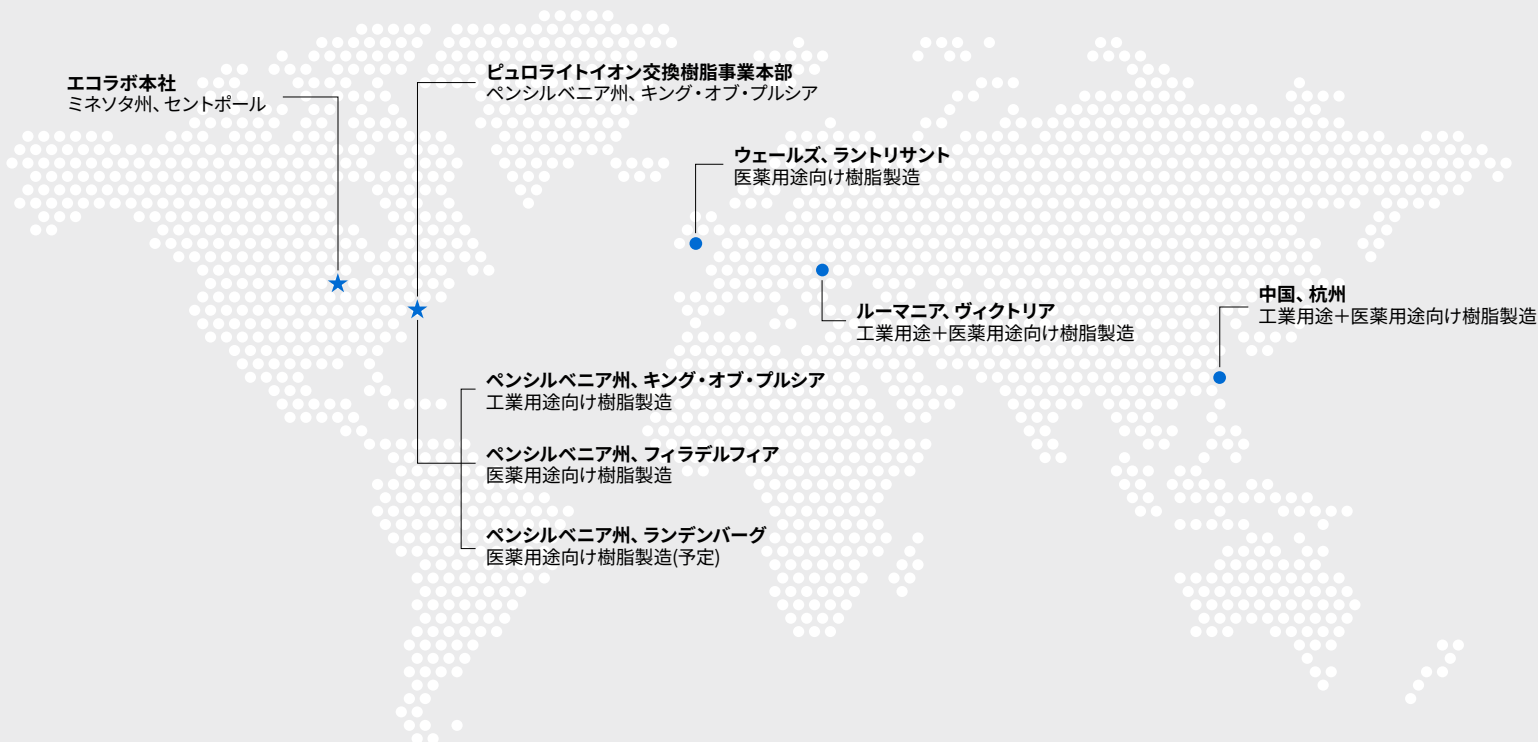 エコラボ本社
ミネソタ州、セントポール
ピュロライトイオン交換樹脂事業本部
ペンシルベニア州、キング・オブ・プルシア
ウェールズ、ラントリサント
医薬用途向け樹脂製造
ルーマニア、ヴィクトリア
工業用途＋医薬用途向け樹脂製造
中国、杭州
工業用途＋医薬用途向け樹脂製造
ペンシルベニア州、キング・オブ・プルシア
工業用途向け樹脂製造
ペンシルベニア州、フィラデルフィア
医薬用途向け樹脂製造
ペンシルベニア州、ランデンバーグ
医薬用途向け樹脂製造(予定)